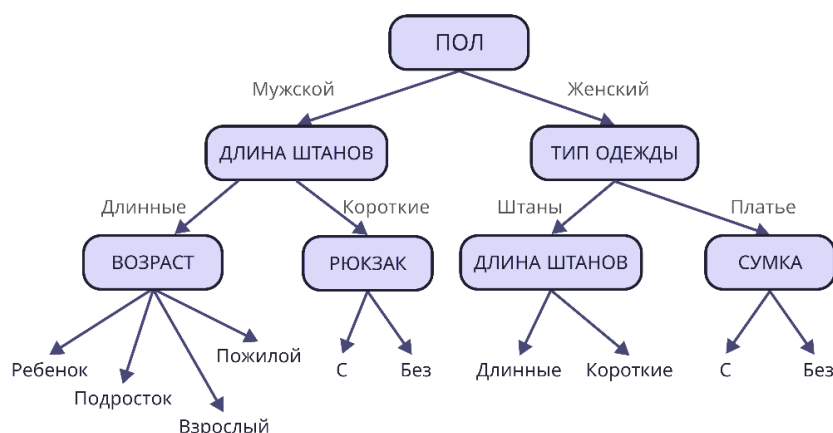 ПОЛ
Мужской
Женский
ДЛИНА ШТАНОВ
ТИП ОДЕЖДЫ
Длинные
Короткие
Штаны
Платье
ВОЗРАСТ
РЮКЗАК
ДЛИНА ШТАНОВ
СУМКА
Ребенок
Подросток
Взрослый
Пожилой
С
Без
Длинные
Короткие
С
Без